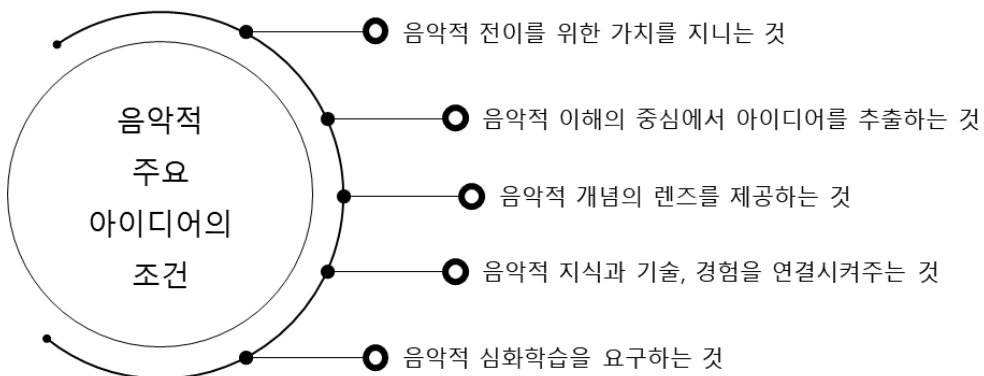 음악적
주요
아이디어의
조건
음악적 전이를 위한 가치를 지니는 것
음악적 이해의 중심에서 아이디어를 추출하는 것
음악적 개념의 렌즈를 제공하는 것
음악적 지식과 기술, 경험을 연결시켜주는 것
음악적 심화학습을 요구하는 것